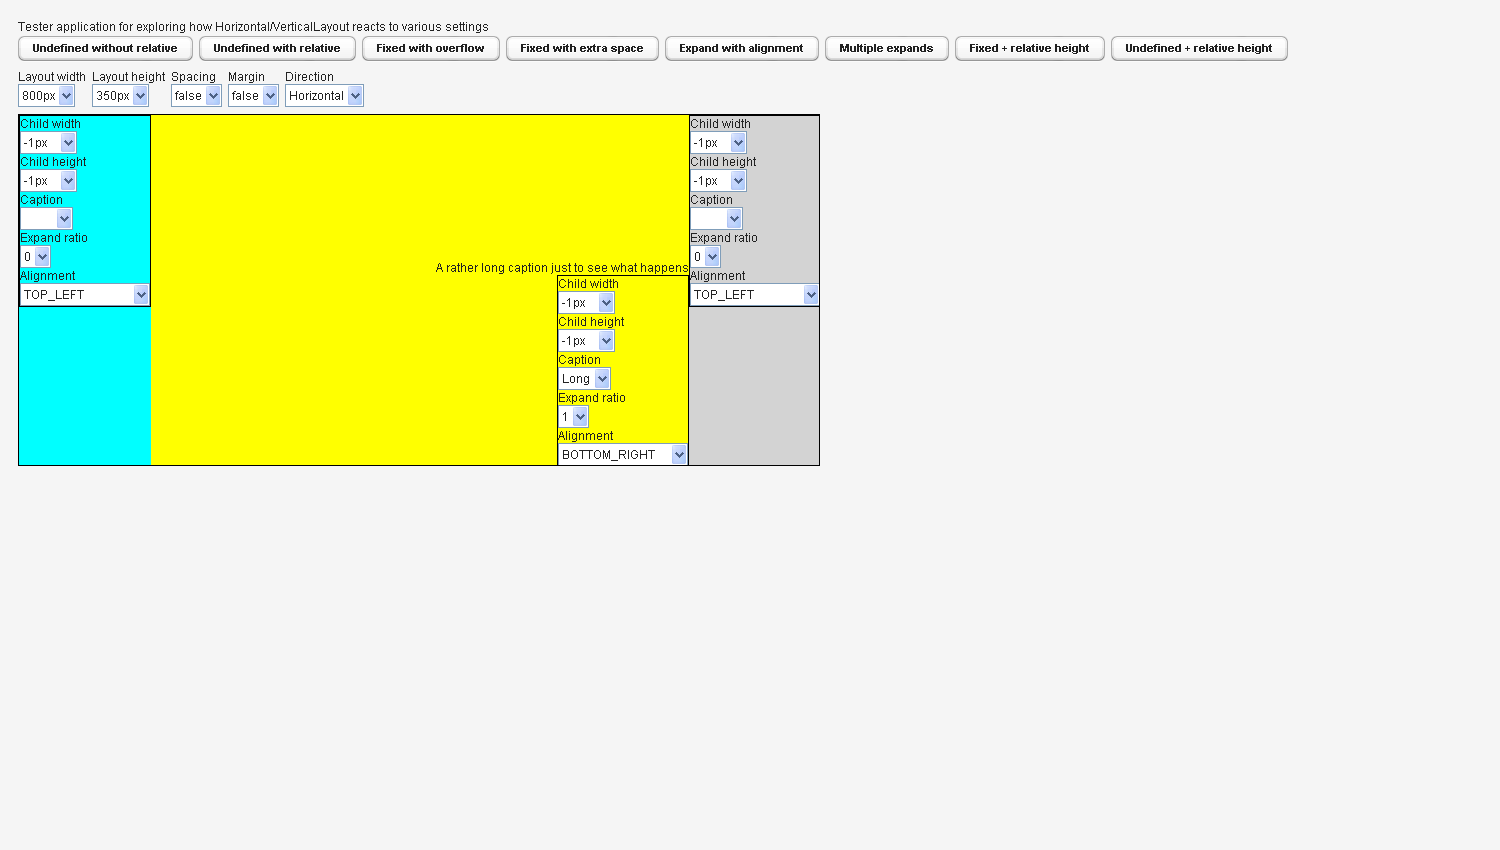 Tester application for exploring how Horizontal/VerticalLayout reacts to various settings
Undefined without relative Undefined with relative Fixed with overflow Fixed with extra space Expand with alignment Multiple expands Fixed + relative height Undefined + relative height
Layout width Layout height Spacing Margin Direction
800px 350px false false Horizontal
Child width
-1px
Child height
-1px
Caption
Expand ratio
0
Alignment
TOP_LEFT
A rather long caption just to see what happens
Child width
-1px
Child height
-1px
Caption
Long
Expand ratio
1
Alignment
BOTTOM_RIGHT
Child width
-1px
Child height
-1px
Caption
Expand ratio
0
Alignment
TOP_LEFT